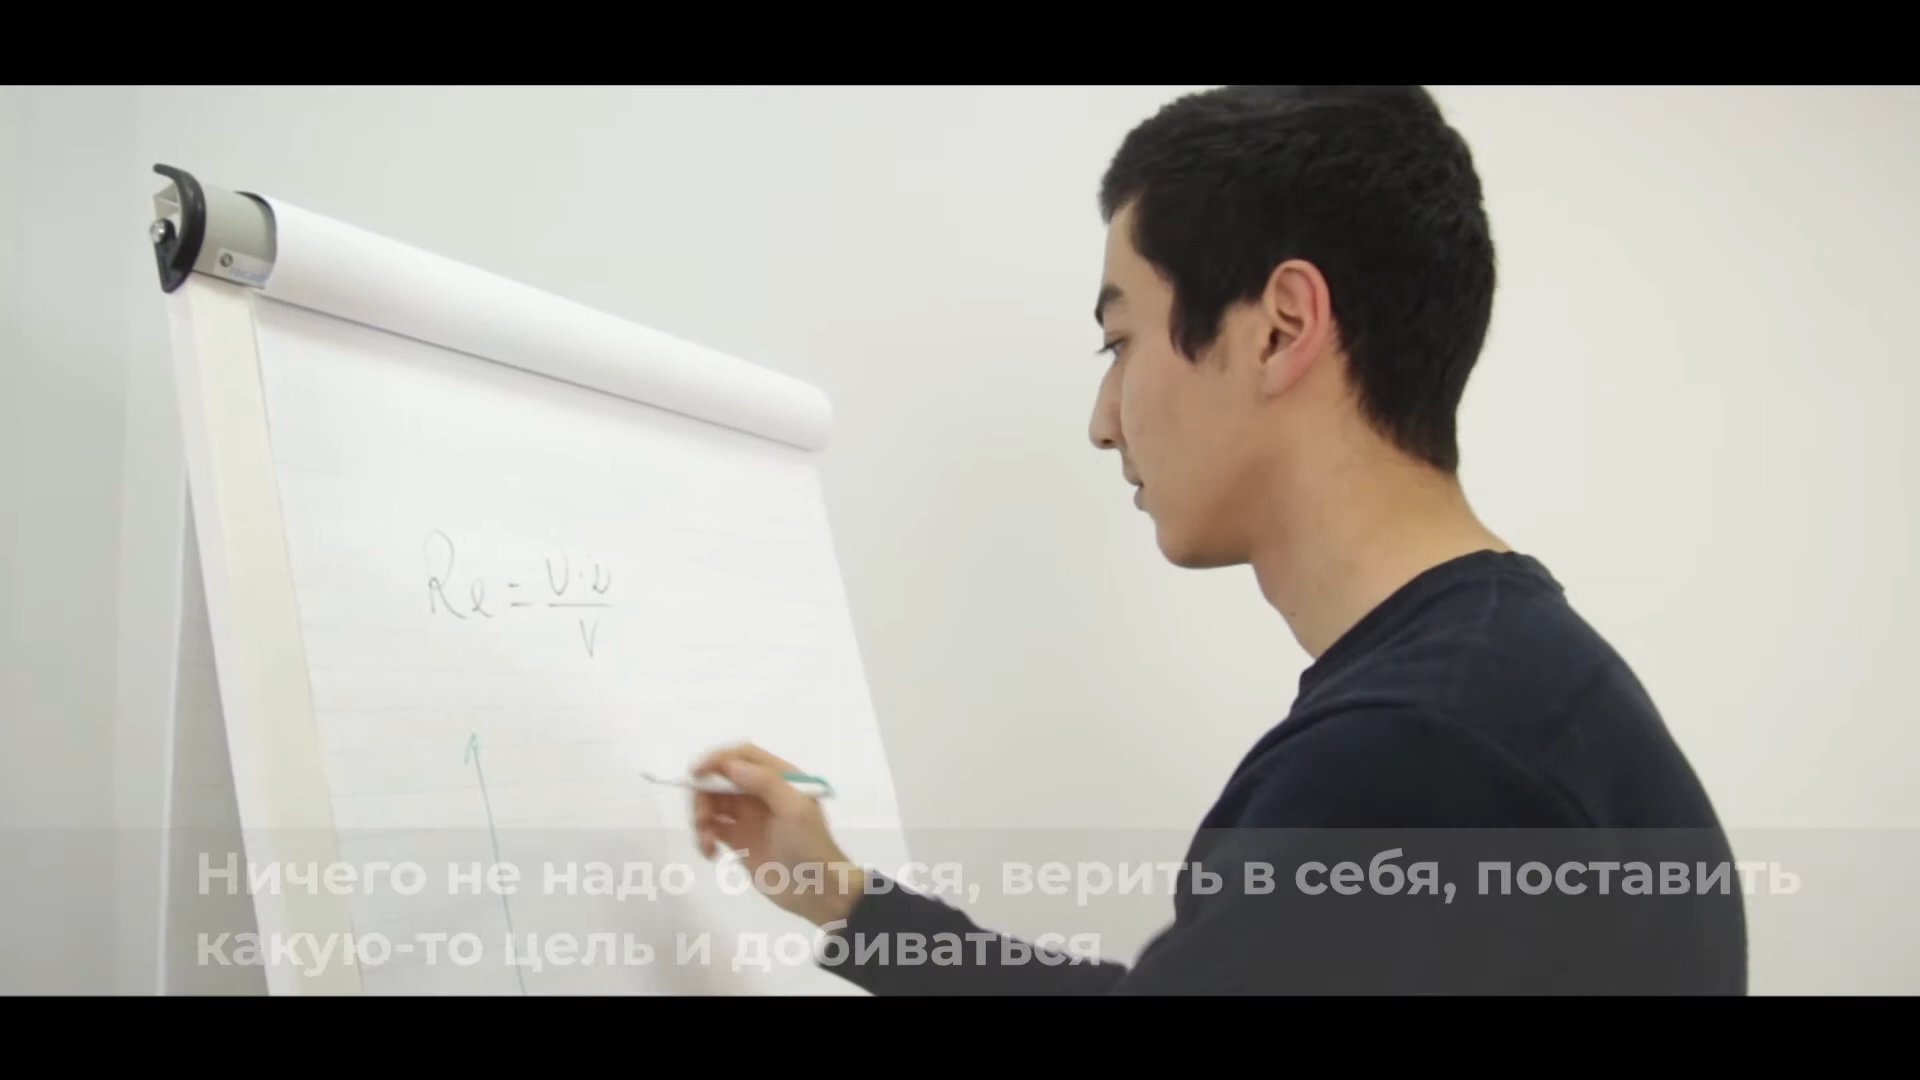 Re = υ·D
ν
Ничего не надо бояться, верить в себя, поставить
какую-то цель и добиваться